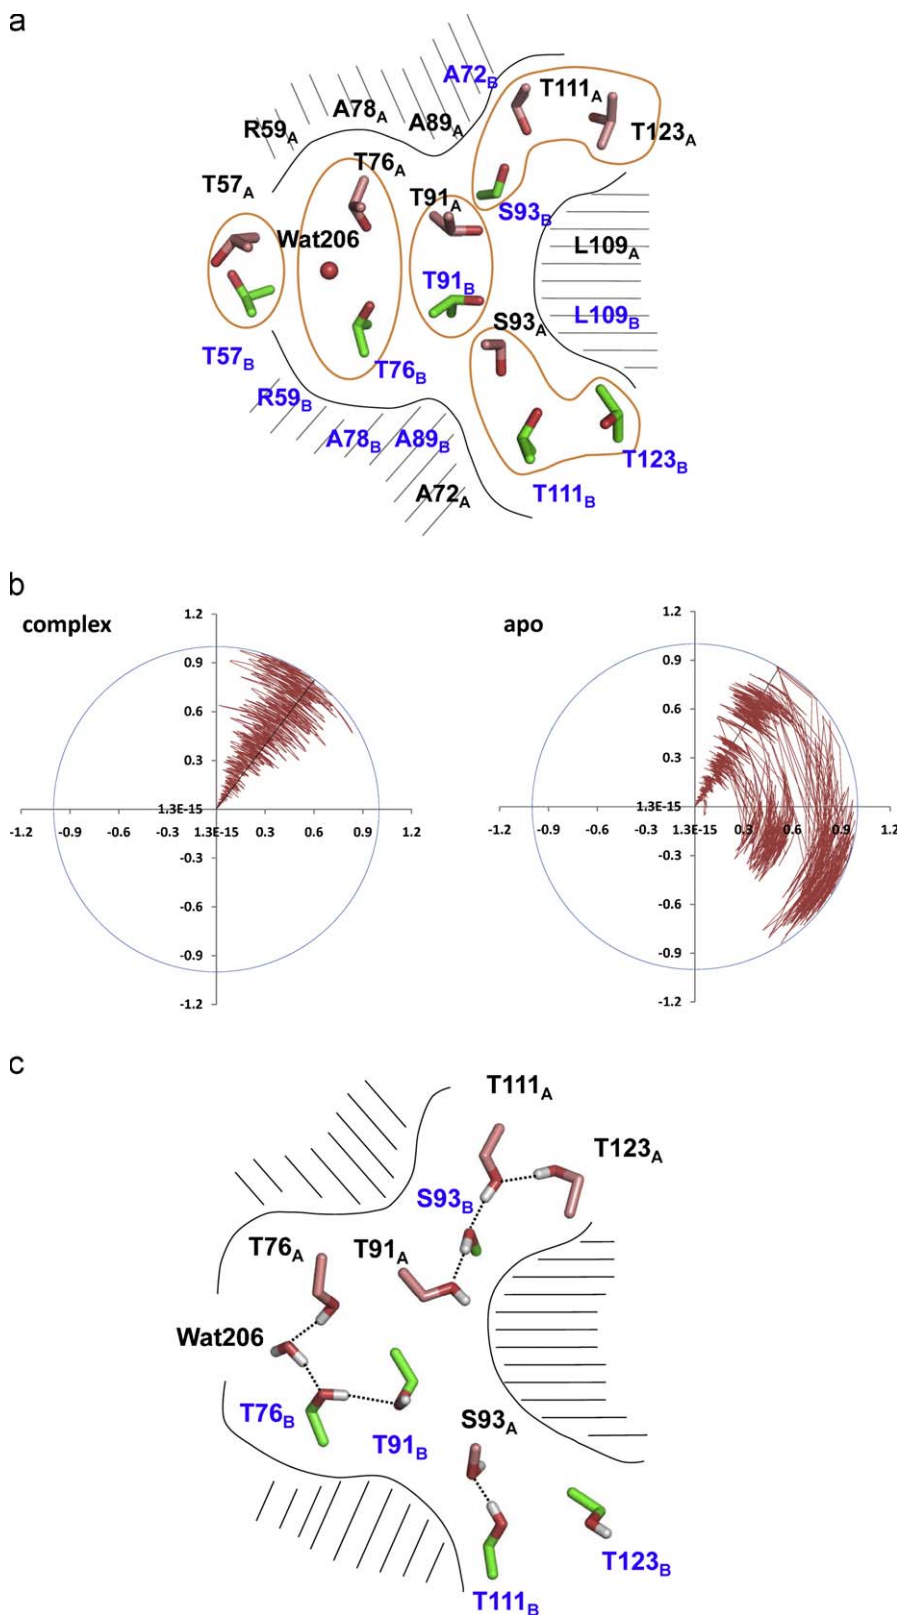 a
A72B
T111A
A78A
R59A
A89A
T123A
T76A
T57A
T91A
S93B
Wat206
L109A
T91B
L109B
S93A
T57B
T76B
R59B
A78B A89B
T123B
A72A
T111B
b
complex
1.2
0.9
0.6
0.3
1.3E-15
-1.2 -0.9 -0.6 -0.3 1.3E-15 0.3 0.6 0.9 1.2
-0.3
-0.6
-0.9
-1.2
apo
1.2
0.9
0.6
0.3
1.3E-15
-1.2 -0.9 -0.6 -0.3 1.3E-15 0.3 0.6 0.9 1.2
-0.3
-0.6
-0.9
-1.2
c
T111A
T123A
S93B
T76A
T91A
Wat206
T76B
S93A
T91B
T123B
T111B